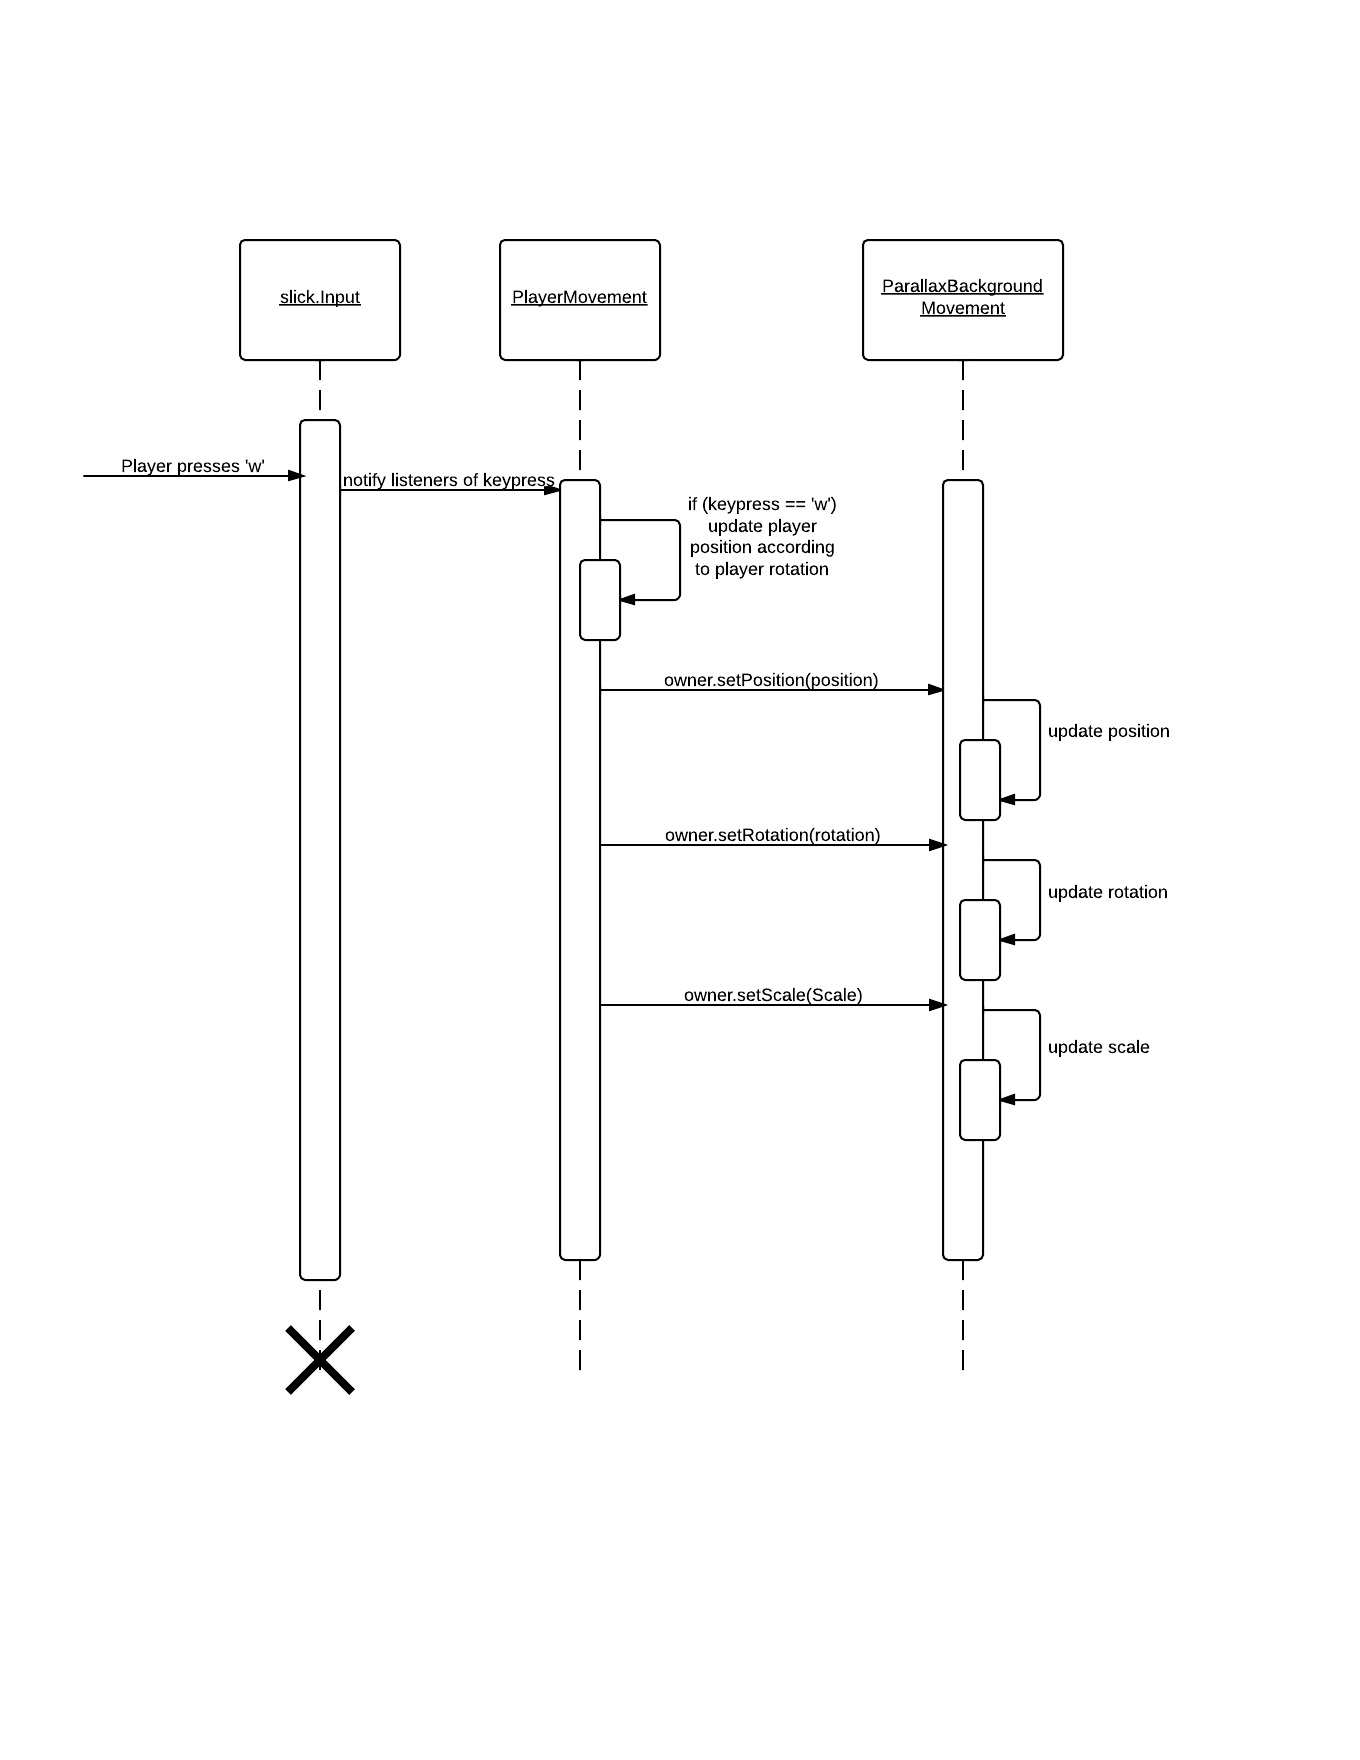 slick.Input
PlayerMovement
ParallaxBackground
Movement
Player presses 'w'
notify listeners of keypress
if (keypress == 'w')
update player
position according
to player rotation
owner.setPosition(position)
update position
owner.setRotation(rotation)
update rotation
owner.setScale(Scale)
update scale